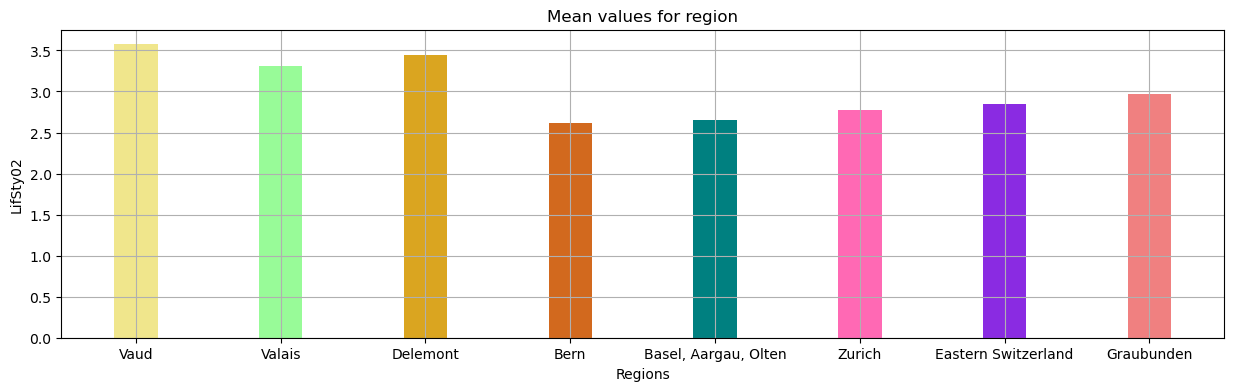 Mean values for region
LifSty02
3.5
3.0
2.5
2.0
1.5
1.0
0.5
0.0
Vaud Valais Delemont Bern Basel, Aargau, Olten Zurich Eastern Switzerland Graubunden
Regions